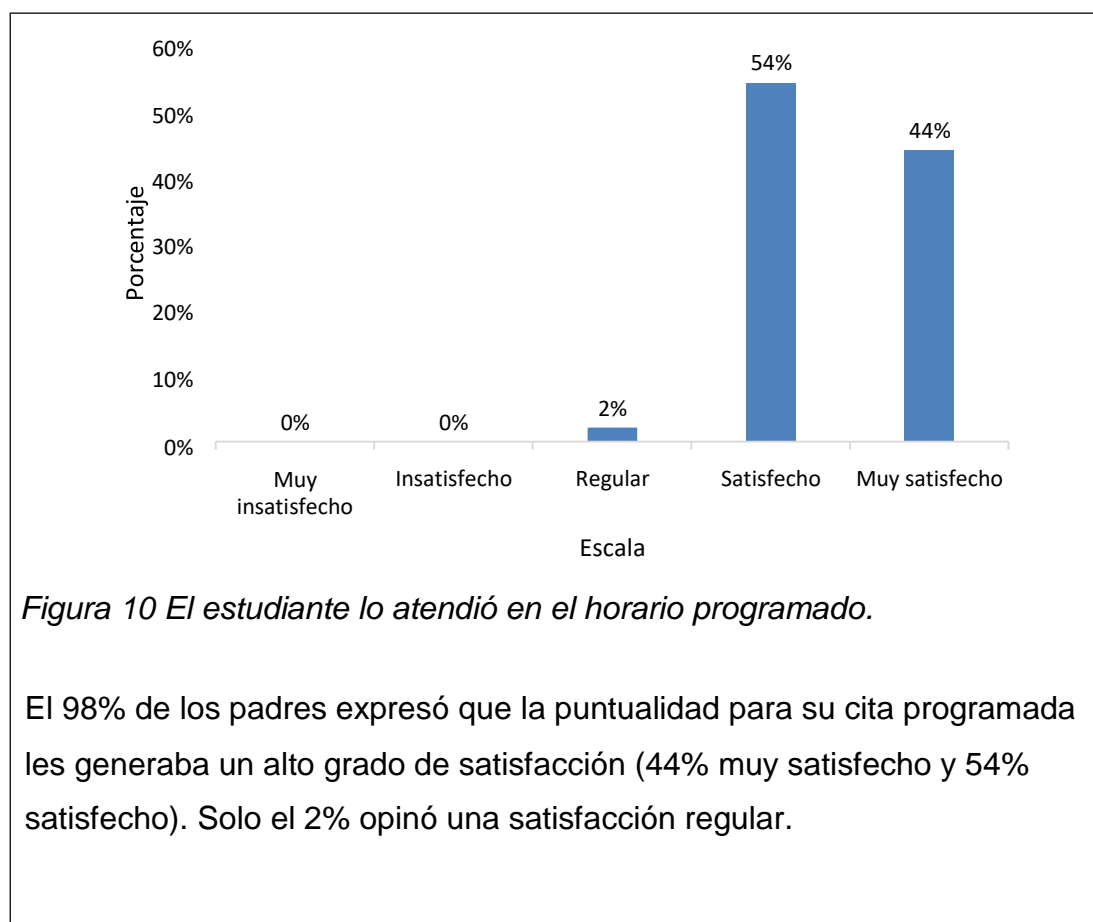 60%
50%
40%
30%
20%
10%
0%
Porcentaje
0%
0%
2%
54%
44%
Muy
insatisfecho
Insatisfecho
Regular
Satisfecho
Muy satisfecho
Escala
Figura 10 El estudiante lo atendió en el horario programado.
El 98% de los padres expresó que la puntualidad para su cita programada
les generaba un alto grado de satisfacción (44% muy satisfecho y 54%
satisfecho). Solo el 2% opinó una satisfacción regular.